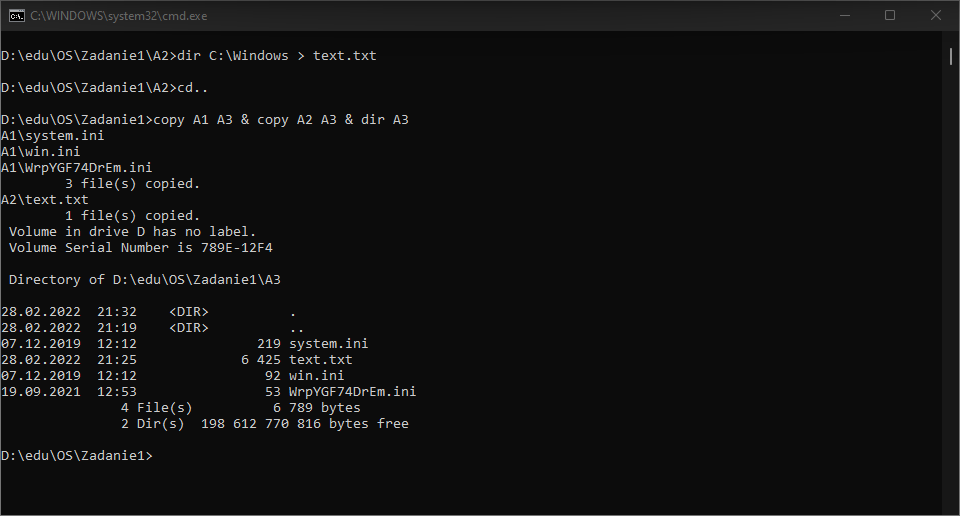 C:\WINDOWS\system32\cmd.exe
D:\edu\OS\Zadanie1\A2>dir C:\Windows > text.txt
D:\edu\OS\Zadanie1\A2>cd..
D:\edu\OS\Zadanie1>copy A1 A3 & copy A2 A3 & dir A3
A1\system.ini
A1\win.ini
A1\WrpYGF74DrEm.ini
        3 file(s) copied.
A2\text.txt
        1 file(s) copied.
 Volume in drive D has no label.
 Volume Serial Number is 789E-12F4
 Directory of D:\edu\OS\Zadanie1\A3
28.02.2022  21:32    <DIR>          .
28.02.2022  21:19    <DIR>          ..
07.12.2019  12:12               219 system.ini
28.02.2022  21:25             6 425 text.txt
07.12.2019  12:12                92 win.ini
19.09.2021  12:53                53 WrpYGF74DrEm.ini
               4 File(s)          6 789 bytes
               2 Dir(s)  198 612 770 816 bytes free
D:\edu\OS\Zadanie1>